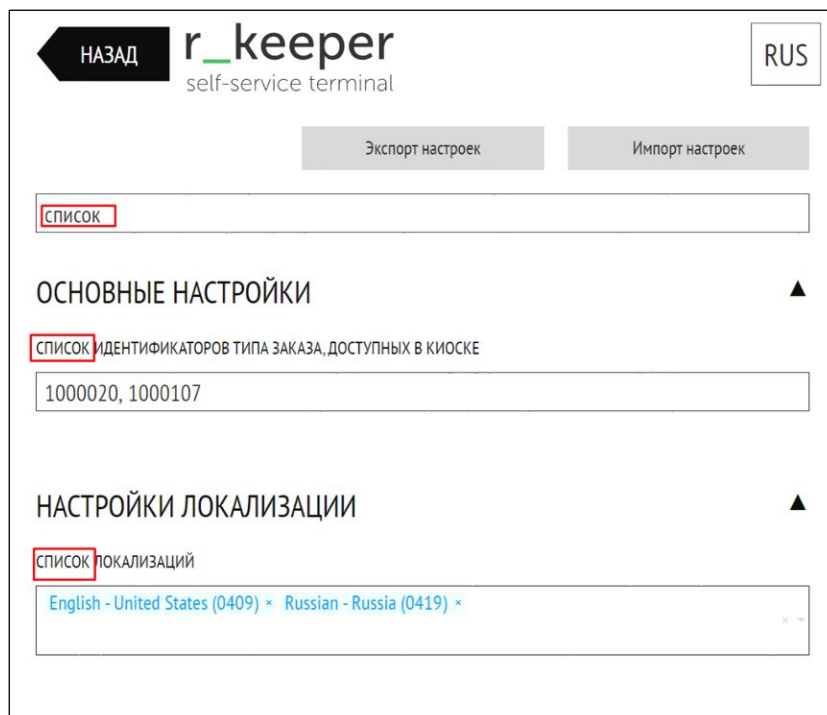 НАЗАД
r_keeper
RUS
self-service terminal
Экспорт настроек
Импорт настроек
список
ОСНОВНЫЕ НАСТРОЙКИ
СПИСОК ИДЕНТИФИКАТОРОВ ТИПА ЗАКАЗА, ДОСТУПНЫХ В КИОСКЕ
1000020, 1000107
НАСТРОЙКИ ЛОКАЛИЗАЦИИ
СПИСОК ЛОКАЛИЗАЦИЙ
English - United States (0409) × Russian - Russia (0419) ×